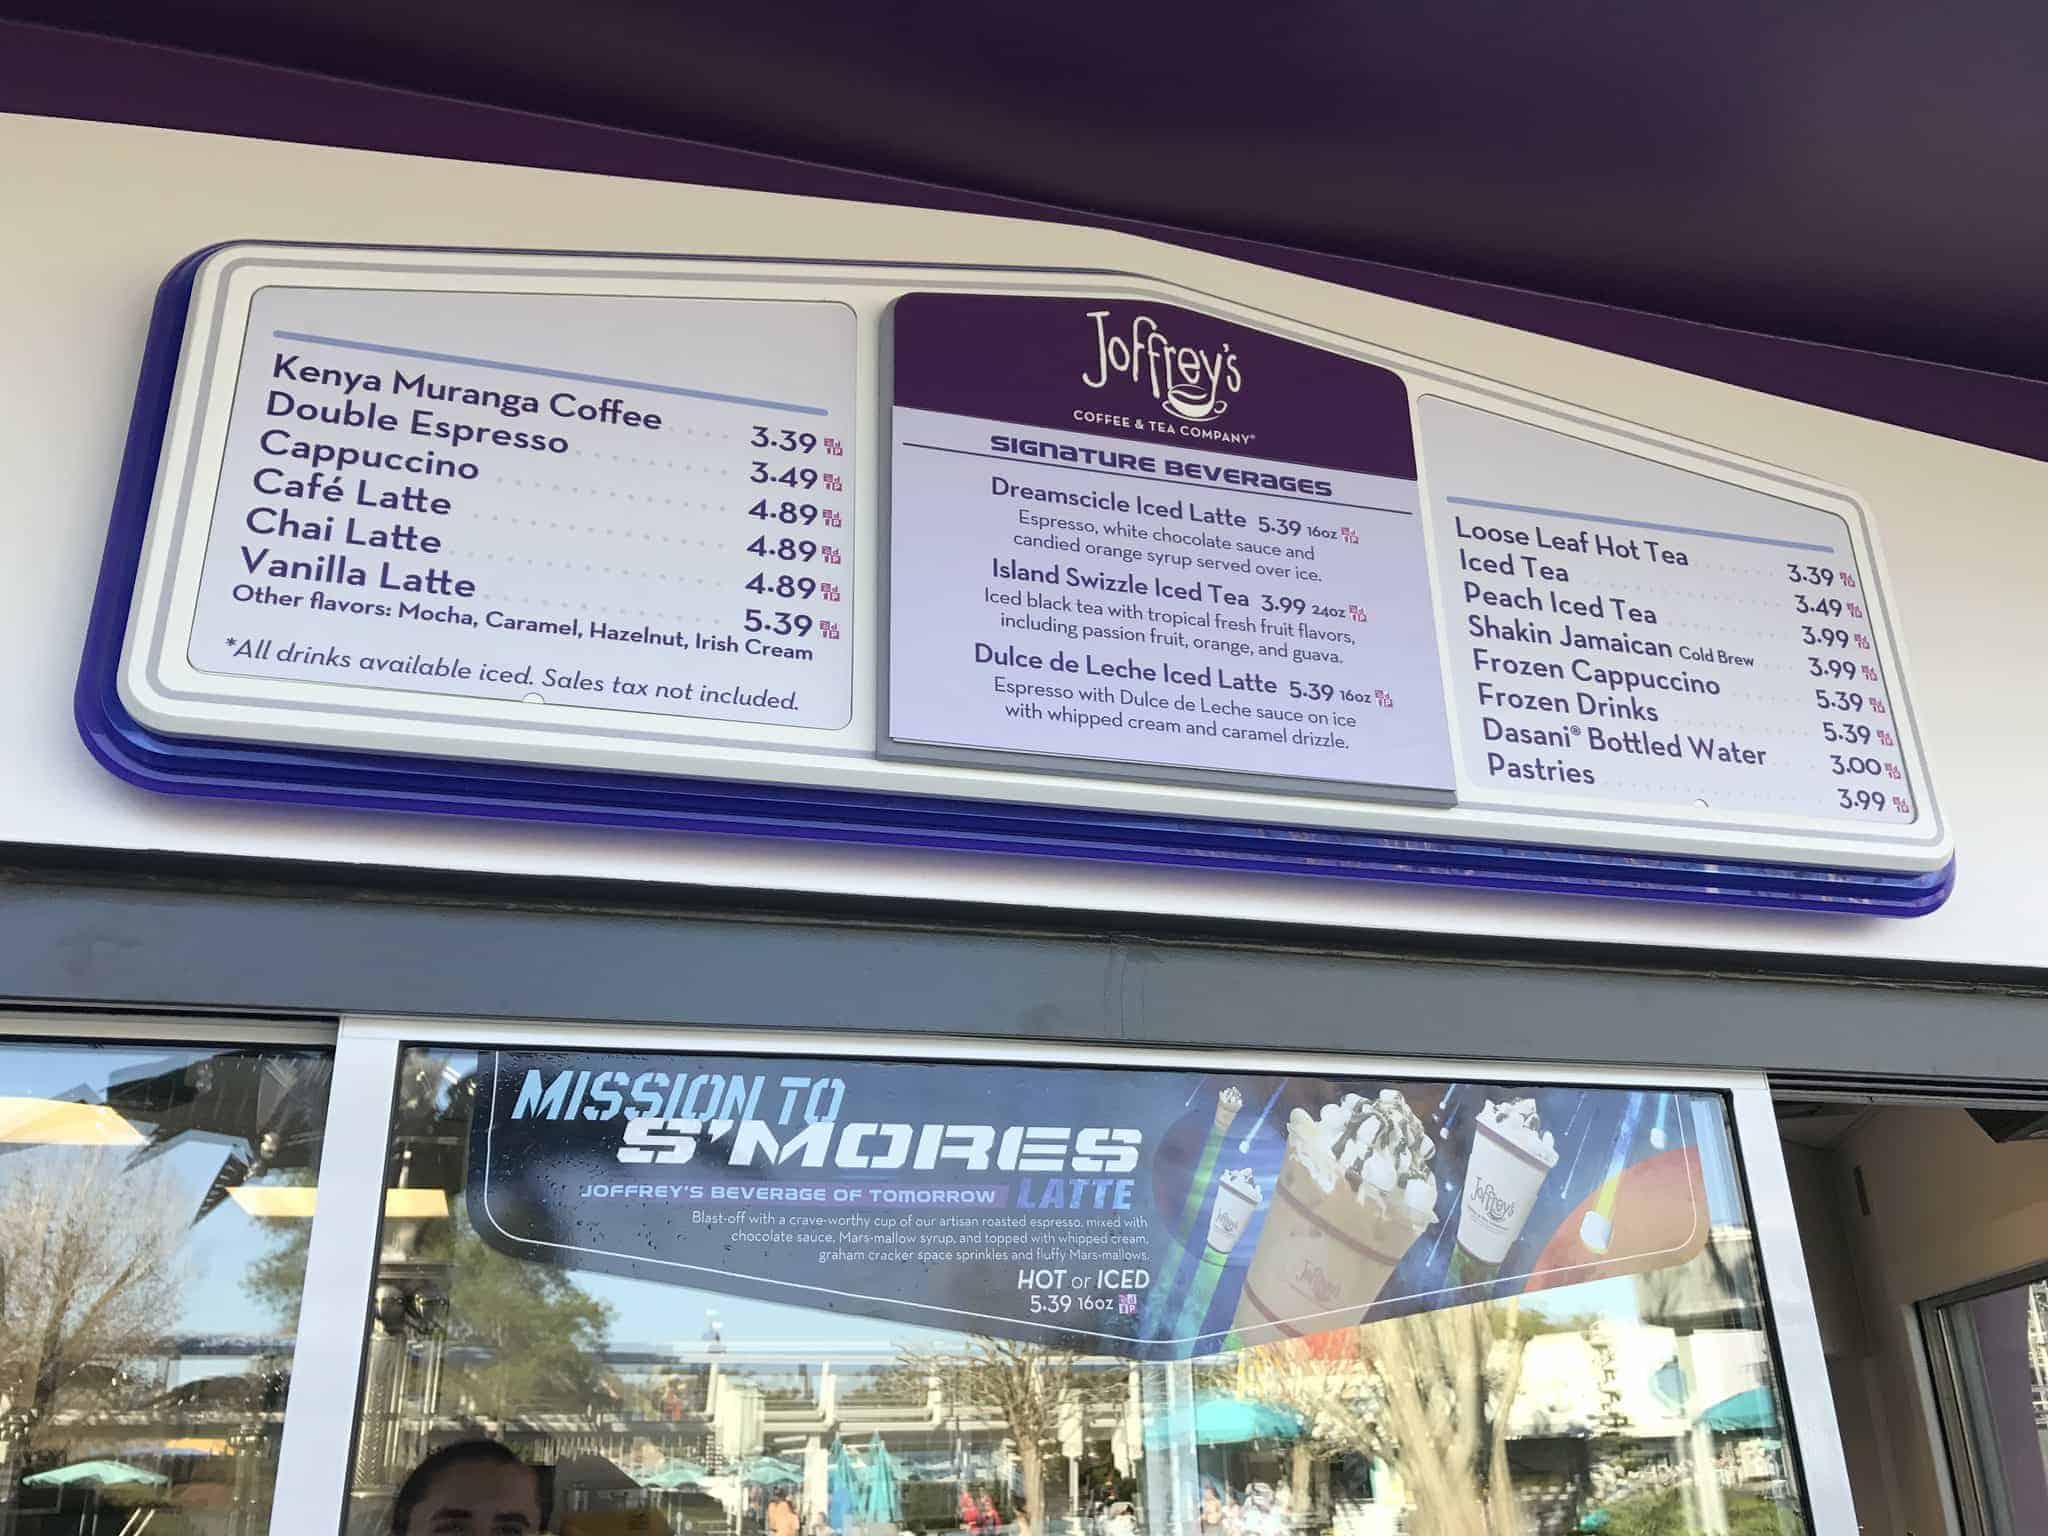 Kenya Muranga Coffee 3.39
Double Espresso 3.49
Cappuccino 4.89
Café Latte 4.89
Chai Latte 4.89
Vanilla Latte 5.39
Other flavors: Mocha, Caramel, Hazelnut, Irish Cream
*All drinks available iced. Sales tax not included.
Joffrey's
COFFEE & TEA COMPANY®
SIGNATURE BEVERAGES
Dreamscicle Iced Latte 5.39 16oz
Espresso, white chocolate sauce and
candied orange syrup served over ice.
Island Swizzle Iced Tea 3.99 24oz
Iced black tea with tropical fresh fruit flavors,
including passion fruit, orange, and guava.
Dulce de Leche Iced Latte 5.39 16oz
Espresso with Dulce de Leche sauce on ice
with whipped cream and caramel drizzle.
Loose Leaf Hot Tea 3.39
Iced Tea 3.49
Peach Iced Tea 3.99
Shakin Jamaican Cold Brew 3.99
Frozen Cappuccino 5.39
Frozen Drinks 5.39
Dasani® Bottled Water 3.00
Pastries 3.99
MISSION TO
S'MORES
JOFFREY'S BEVERAGE OF TOMORROW LATTE
Blast-off with a crave-worthy cup of our artisan roasted espresso, mixed with
chocolate sauce, Mars-mallow syrup, and topped with whipped cream,
graham cracker space sprinkles and fluffy Mars-mallows.
HOT or ICED
5.39 16oz
Joffrey's
Joffrey's
Joffrey's